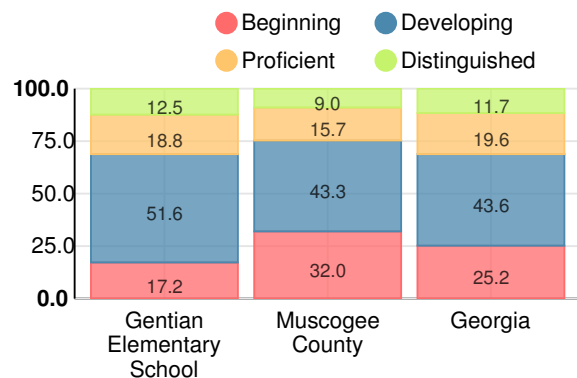 Beginning
Developing
Proficient
Distinguished
100.0
75.0
50.0
25.0
0.0
12.5
18.8
51.6
17.2
9.0
15.7
43.3
32.0
11.7
19.6
43.6
25.2
Gentian
Elementary
School
Muscogee
County
Georgia